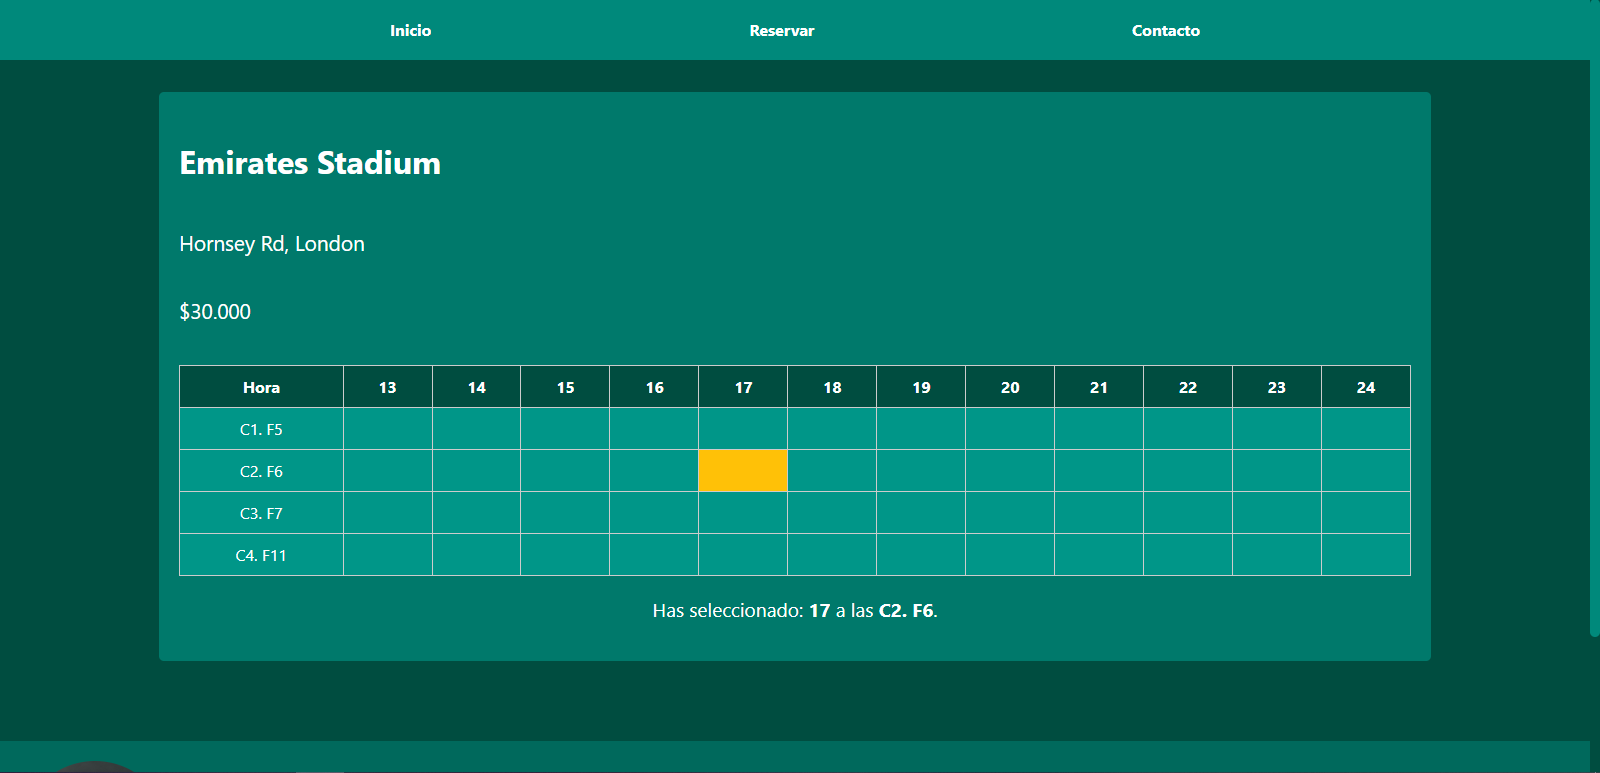 Inicio Reservar Contacto
Emirates Stadium
Hornsey Rd, London
$30.000
Hora 13 14 15 16 17 18 19 20 21 22 23 24
C1. F5
C2. F6
C3. F7
C4. F11
Has seleccionado: 17 a las C2. F6.